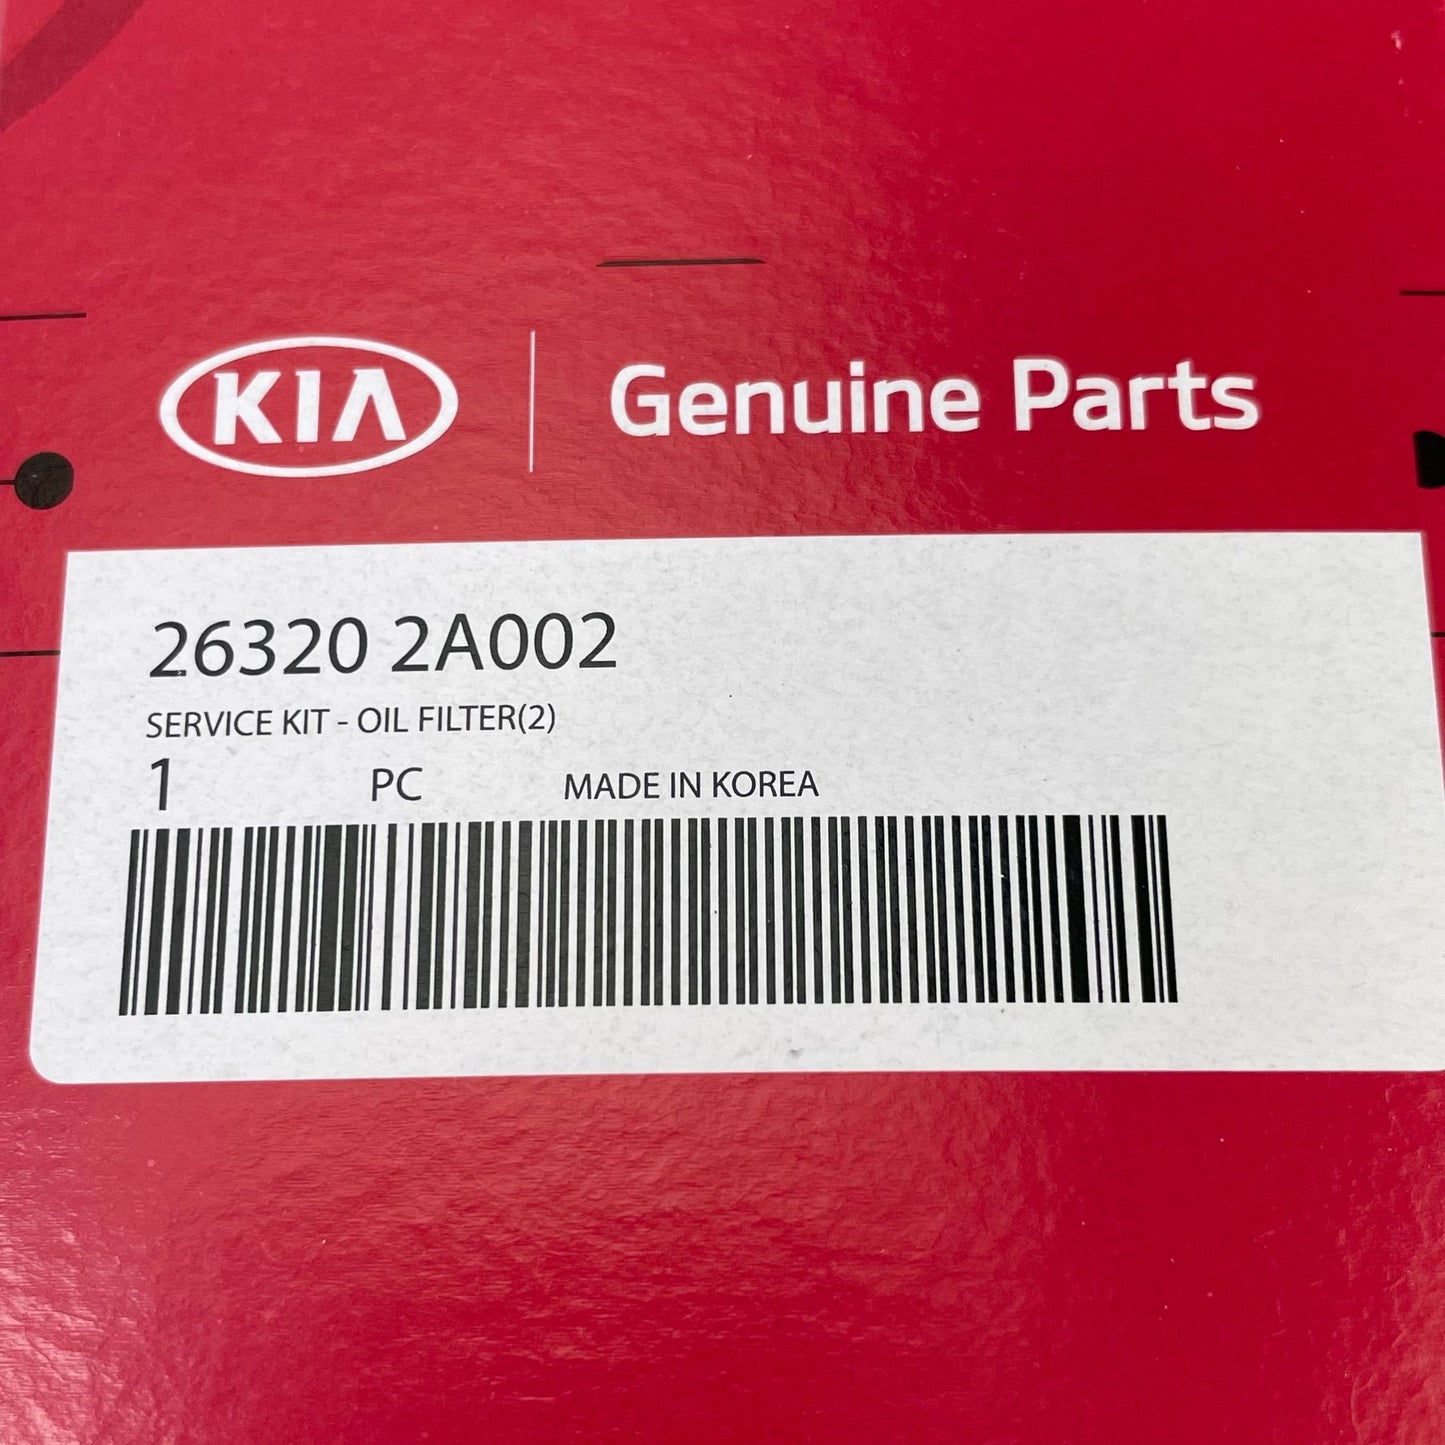 KIA Genuine Parts
26320 2A002
SERVICE KIT - OIL FILTER(2)
1 PC MADE IN KOREA